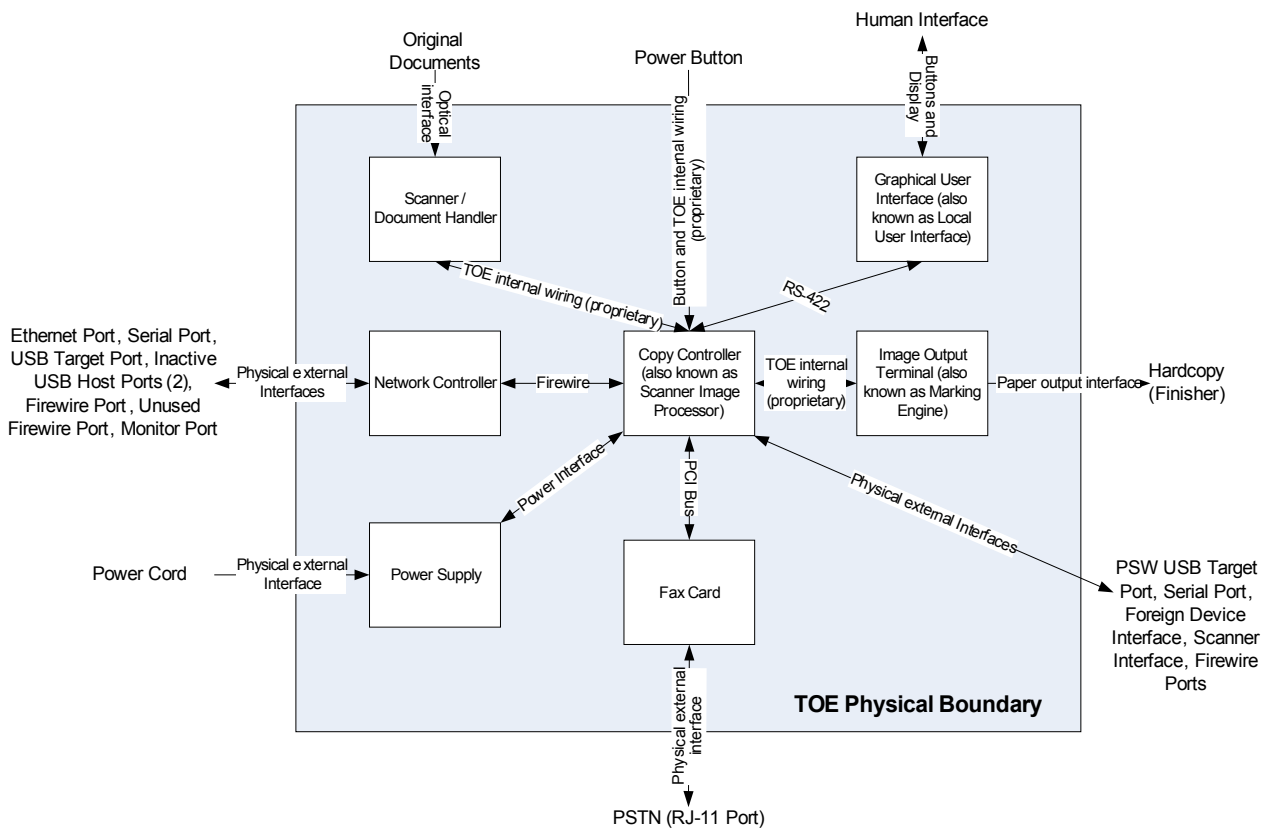 Human Interface
Original
Documents
Power Button
Optical
interface
Button and TOE internal wiring
(proprietary)
Buttons and
Display
Scanner /
Document Handler
Graphical User
Interface (also
known as Local
User Interface)
TOE internal wiring (proprietary)
RS-422
Ethernet Port, Serial Port,
USB Target Port, Inactive
USB Host Ports (2),
Firewire Port, Unused
Firewire Port, Monitor Port
Physical external
Interfaces
Network Controller
Firewire
Copy Controller
(also known as
Scanner Image
Processor)
TOE internal
wiring
(proprietary)
Image Output
Terminal (also
known as Marking
Engine)
Paper output interface
Hardcopy
(Finisher)
Power Interface
PCI Bus
Physical external Interfaces
Power Cord
Physical external
Interface
Power Supply
Fax Card
PSW USB Target
Port, Serial Port,
Foreign Device
Interface, Scanner
Interface, Firewire
Ports
Physical external
interface
TOE Physical Boundary
PSTN (RJ-11 Port)